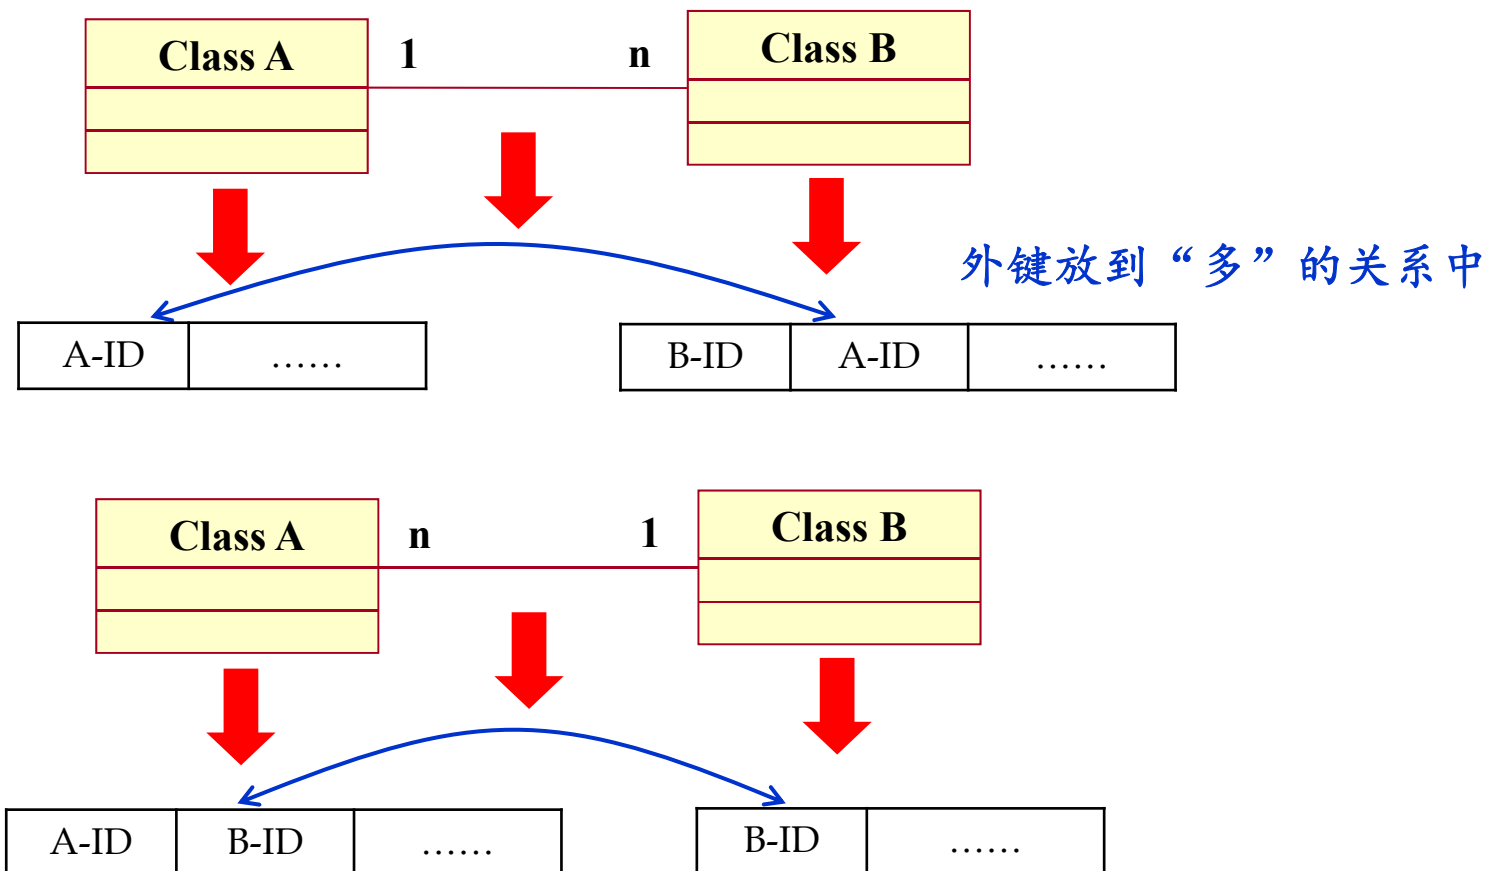 Class A 1 n Class B
外键放到“多”的关系中
A-ID ……
B-ID A-ID ……
Class A n 1 Class B
A-ID B-ID ……
B-ID ……